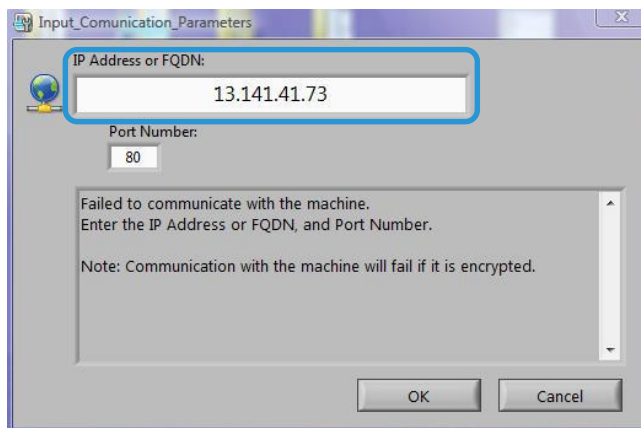 Input_Comunication_Parameters
IP Address or FQDN:
13.141.41.73
Port Number:
80
Failed to communicate with the machine.
Enter the IP Address or FQDN, and Port Number.
Note: Communication with the machine will fail if it is encrypted.
OK
Cancel